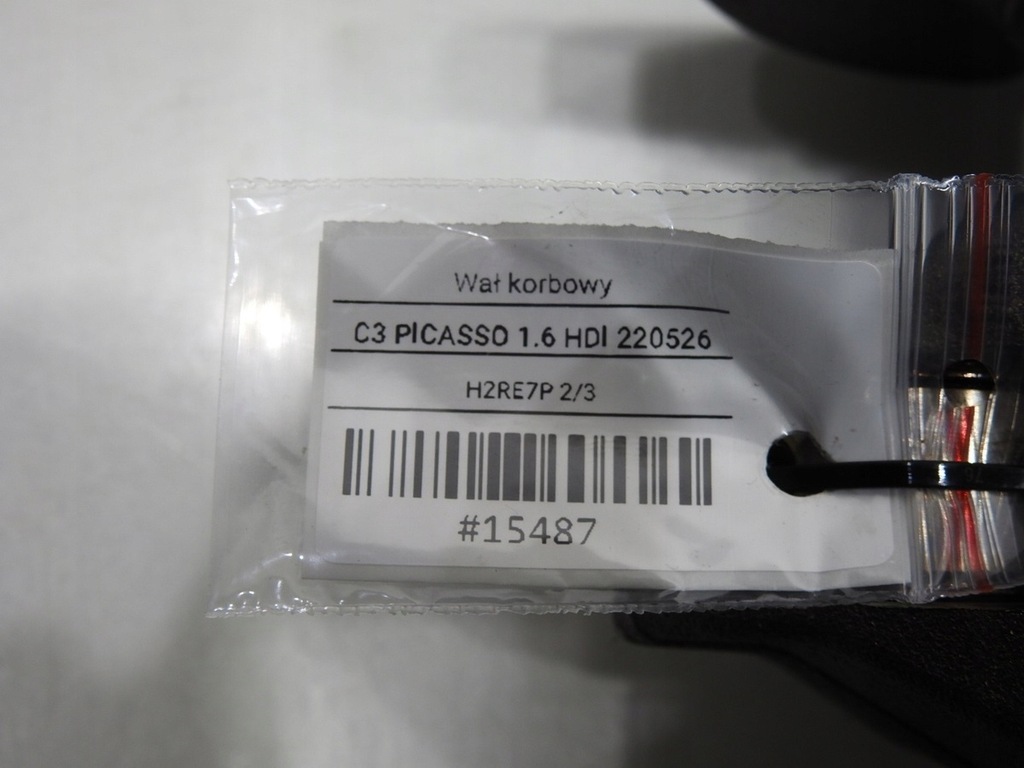 Wał korbowy
C3 PICASSO 1.6 HDI 220526
H2RE7P 2/3
#15487